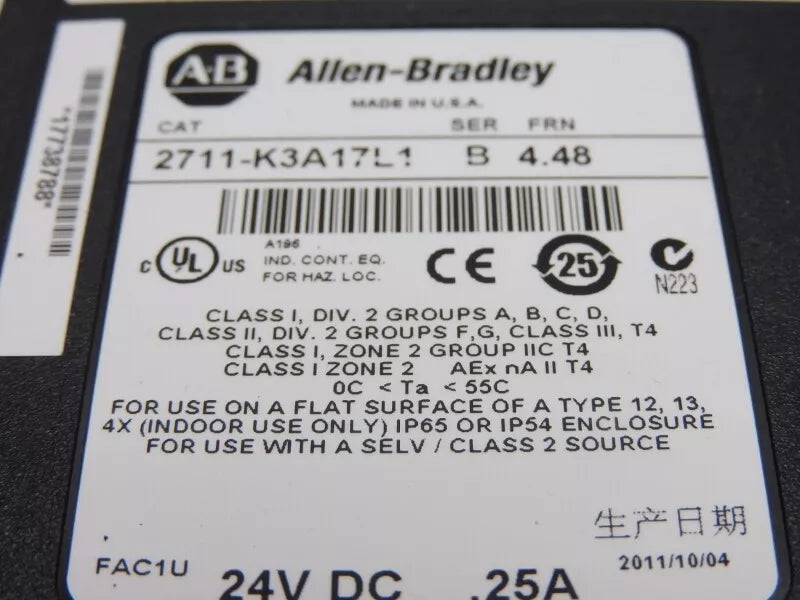 *17738788*
A·B Allen-Bradley
MADE IN U.S.A.
CAT SER FRN
2711-K3A17L1 B 4.48
A196
c UL US IND. CONT. EQ.
FOR HAZ. LOC.
CE
25
N223
CLASS I, DIV. 2 GROUPS A, B, C, D,
CLASS II, DIV. 2 GROUPS F,G, CLASS III, T4
CLASS I, ZONE 2 GROUP IIC T4
CLASS I ZONE 2 AEx nA II T4
0C < Ta < 55C
FOR USE ON A FLAT SURFACE OF A TYPE 12, 13,
4X (INDOOR USE ONLY) IP65 OR IP54 ENCLOSURE
FOR USE WITH A SELV / CLASS 2 SOURCE
生产日期
FAC1U 2011/10/04
24V DC .25A